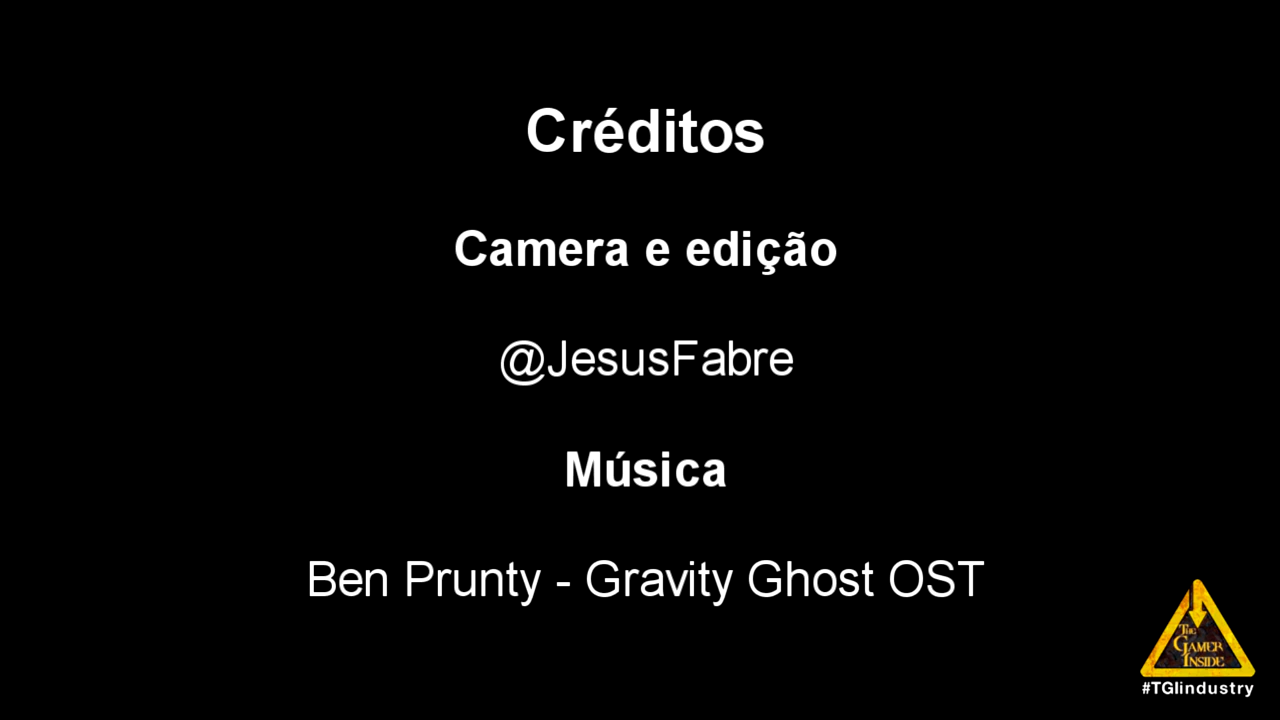 Créditos
Camera e edição
@JesusFabre
Música
Ben Prunty - Gravity Ghost OST
The
Gamer
Inside
#TGIindustry